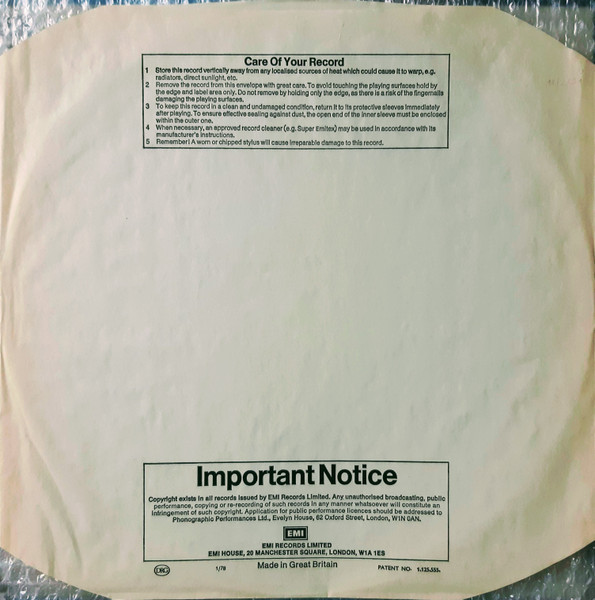 Care Of Your Record
1 Store this record vertically away from any localised sources of heat which could cause it to warp, e.g.
radiators, direct sunlight, etc.
2 Remove the record from this envelope with great care. To avoid touching the playing surfaces hold by
the edge and label area only. Do not remove by holding only the edge, as there is a risk of the fingernails
damaging the playing surfaces.
3 To keep this record in a clean and undamaged condition, return it to its protective sleeves immediately
after playing. To ensure effective sealing against dust, the open end of the inner sleeve must be enclosed
within the outer one.
4 When necessary, an approved record cleaner (e.g. Super Emitex) may be used in accordance with its
manufacturer's instructions.
5 Remember! A worn or chipped stylus will cause irreparable damage to this record.
Important Notice
Copyright exists in all records issued by EMI Records Limited. Any unauthorised broadcasting, public
performance, copying or re-recording of such records in any manner whatsoever will constitute an
infringement of such copyright. Application for public performance licences should be addressed to
Phonographic Performances Ltd., Evelyn House, 62 Oxford Street, London, W1N 0AN.
EMI
EMI RECORDS LIMITED
EMI HOUSE, 20 MANCHESTER SQUARE, LONDON, W1A 1ES
DRG 1/78 Made in Great Britain PATENT NO. 1,125,555.